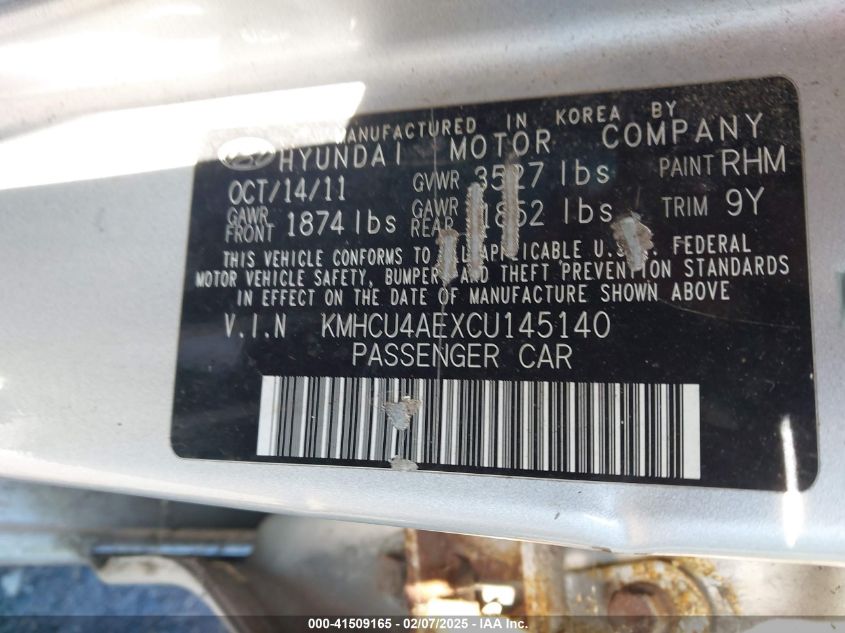 MANUFACTURED IN KOREA BY
HYUNDAI MOTOR COMPANY
OCT/14/11 GVWR 3527 lbs PAINT RHM
GAWR FRONT 1874 lbs GAWR REAR 1852 lbs TRIM 9Y
THIS VEHICLE CONFORMS TO ALL APPLICABLE U.S. FEDERAL
MOTOR VEHICLE SAFETY, BUMPER, AND THEFT PREVENTION STANDARDS
IN EFFECT ON THE DATE OF MANUFACTURE SHOWN ABOVE
V.I.N KMHCU4AEXCU145140
PASSENGER CAR
000-41509165 - 02/07/2025 - IAA Inc.